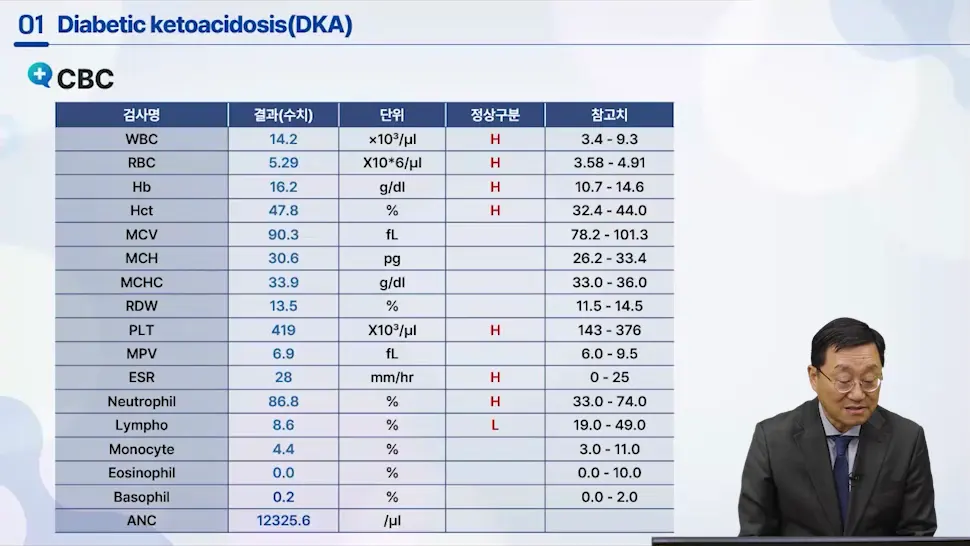 01 Diabetic ketoacidosis(DKA)
CBC
검사명 결과(수치) 단위 정상구분 참고치
WBC 14.2 ×10³/µl H 3.4 - 9.3
RBC 5.29 X10*6/µl H 3.58 - 4.91
Hb 16.2 g/dl H 10.7 - 14.6
Hct 47.8 % H 32.4 - 44.0
MCV 90.3 fL 78.2 - 101.3
MCH 30.6 pg 26.2 - 33.4
MCHC 33.9 g/dl 33.0 - 36.0
RDW 13.5 % 11.5 - 14.5
PLT 419 X10³/µl H 143 - 376
MPV 6.9 fL 6.0 - 9.5
ESR 28 mm/hr H 0 - 25
Neutrophil 86.8 % H 33.0 - 74.0
Lympho 8.6 % L 19.0 - 49.0
Monocyte 4.4 % 3.0 - 11.0
Eosinophil 0.0 % 0.0 - 10.0
Basophil 0.2 % 0.0 - 2.0
ANC 12325.6 /µl